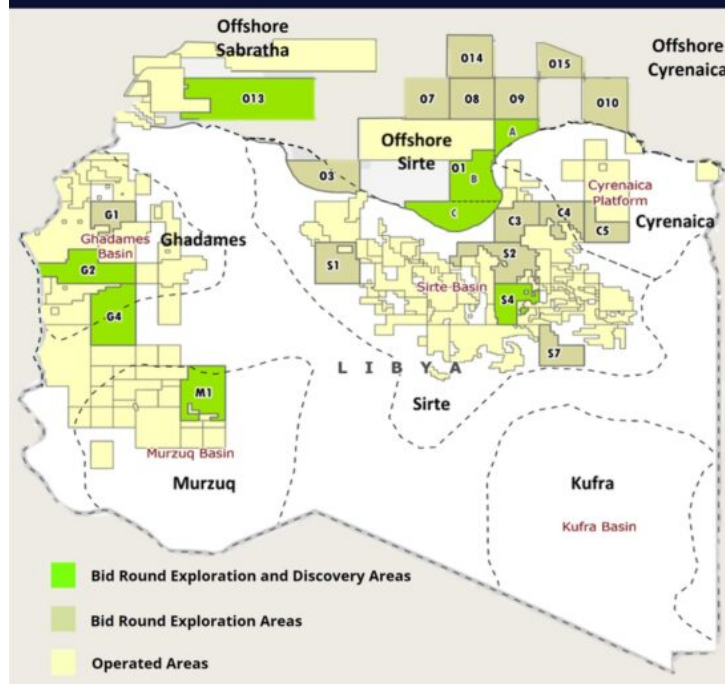 Offshore
Sabratha
Offshore
Cyrenaica
O14
O15
O13
O7
O8
O9
O10
A
Offshore
Sirte
O1
B
O3
C
Cyrenaica
Platform
Cyrenaica
G1
Ghadames
Basin
Ghadames
C3
C4
C5
G2
S1
S2
Sirte Basin
S4
G4
S7
L I B Y A
M1
Sirte
Murzuq Basin
Murzuq
Kufra
Kufra Basin
Bid Round Exploration and Discovery Areas
Bid Round Exploration Areas
Operated Areas